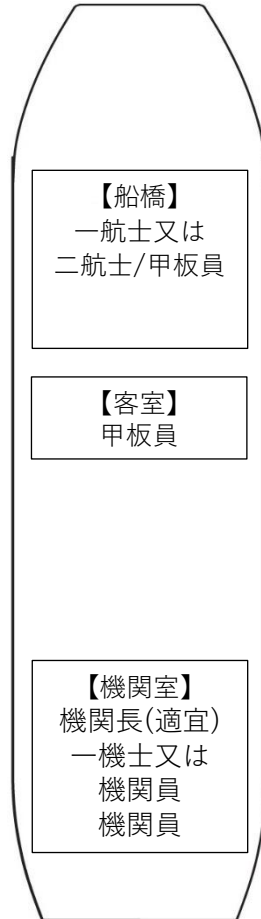 【船橋】
一航士又は
二航士/甲板員
【客室】
甲板員
【機関室】
機関長(適宜)
一機士又は
機関員
機関員